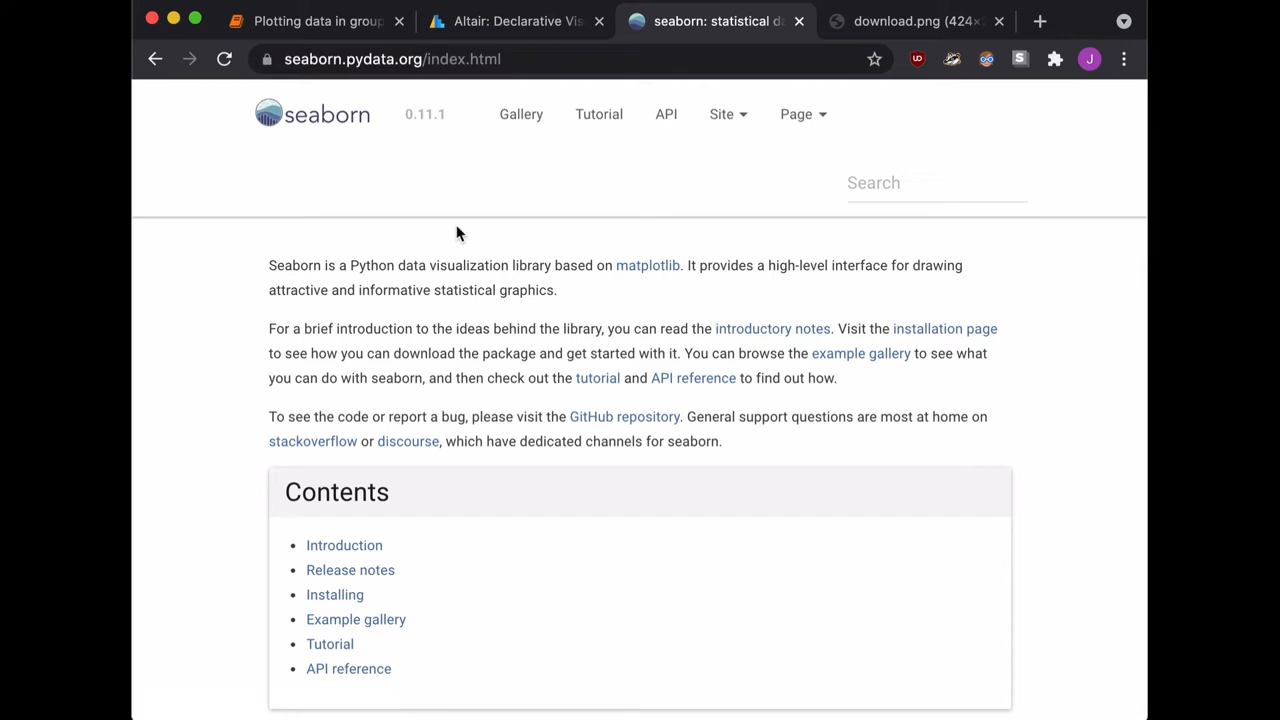 Plotting data in group
Altair: Declarative Vis
seaborn: statistical d
download.png (424×
seaborn.pydata.org/index.html
S
J
seaborn 0.11.1 Gallery Tutorial API Site Page
Search
Seaborn is a Python data visualization library based on matplotlib. It provides a high-level interface for drawing
attractive and informative statistical graphics.
For a brief introduction to the ideas behind the library, you can read the introductory notes. Visit the installation page
to see how you can download the package and get started with it. You can browse the example gallery to see what
you can do with seaborn, and then check out the tutorial and API reference to find out how.
To see the code or report a bug, please visit the GitHub repository. General support questions are most at home on
stackoverflow or discourse, which have dedicated channels for seaborn.
Contents
Introduction
Release notes
Installing
Example gallery
Tutorial
API reference